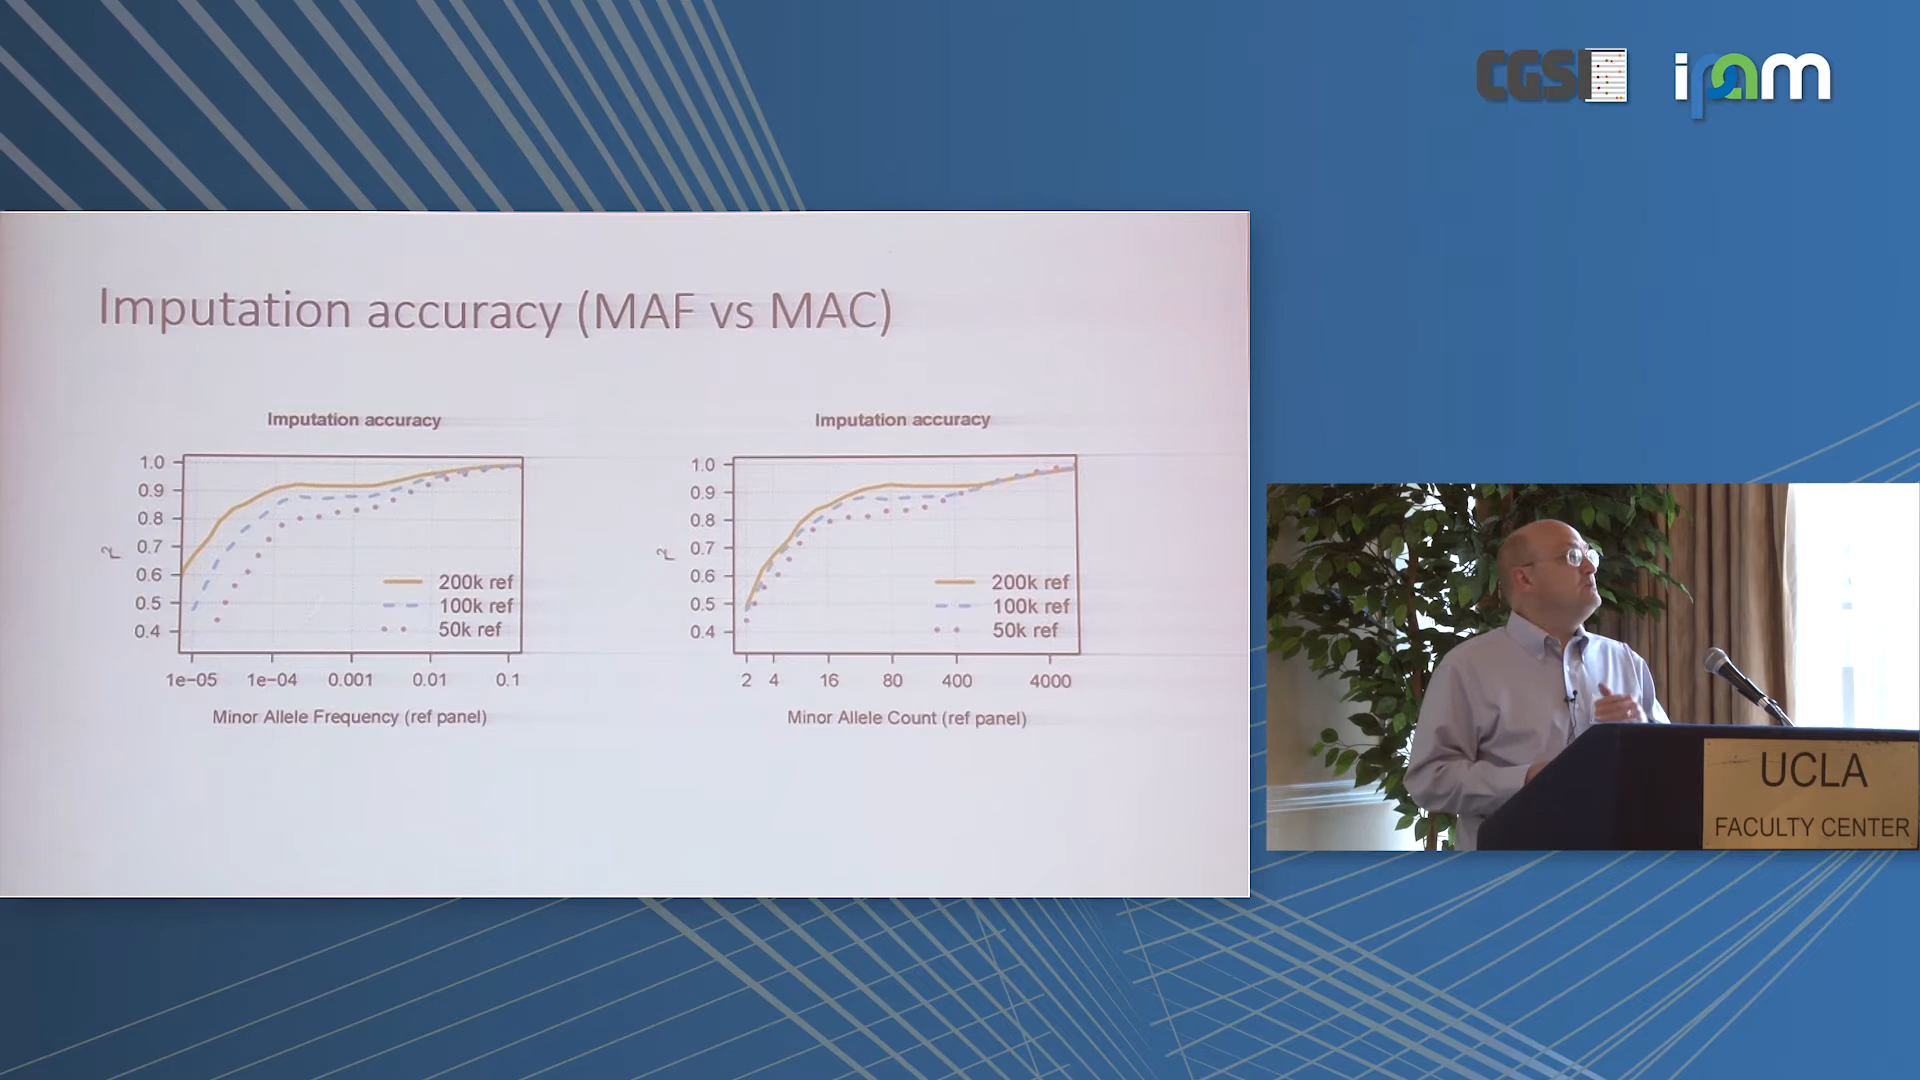 CGSI
ipam
Imputation accuracy (MAF vs MAC)
Imputation accuracy
1.0
0.9
0.8
0.7
0.6
0.5
0.4
r²
200k ref
100k ref
50k ref
1e-05 1e-04 0.001 0.01 0.1
Minor Allele Frequency (ref panel)
Imputation accuracy
1.0
0.9
0.8
0.7
0.6
0.5
0.4
r²
200k ref
100k ref
50k ref
2 4 16 80 400 4000
Minor Allele Count (ref panel)
UCLA
FACULTY CENTER